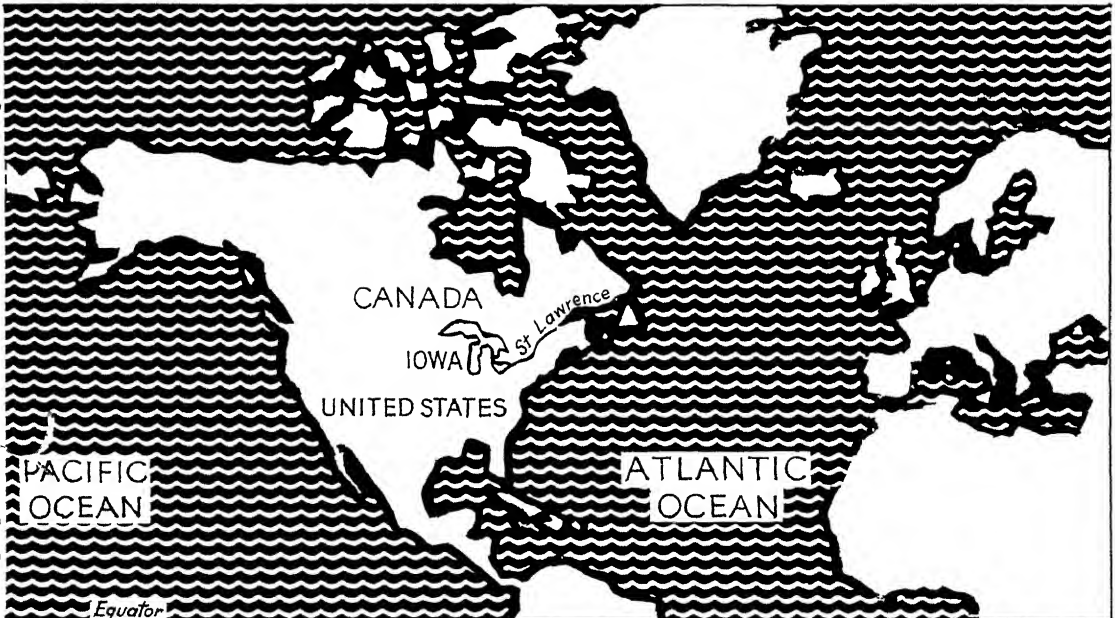 CANADA
St Lawrence
IOWA
UNITED STATES
PACIFIC
OCEAN
ATLANTIC
OCEAN
Equator